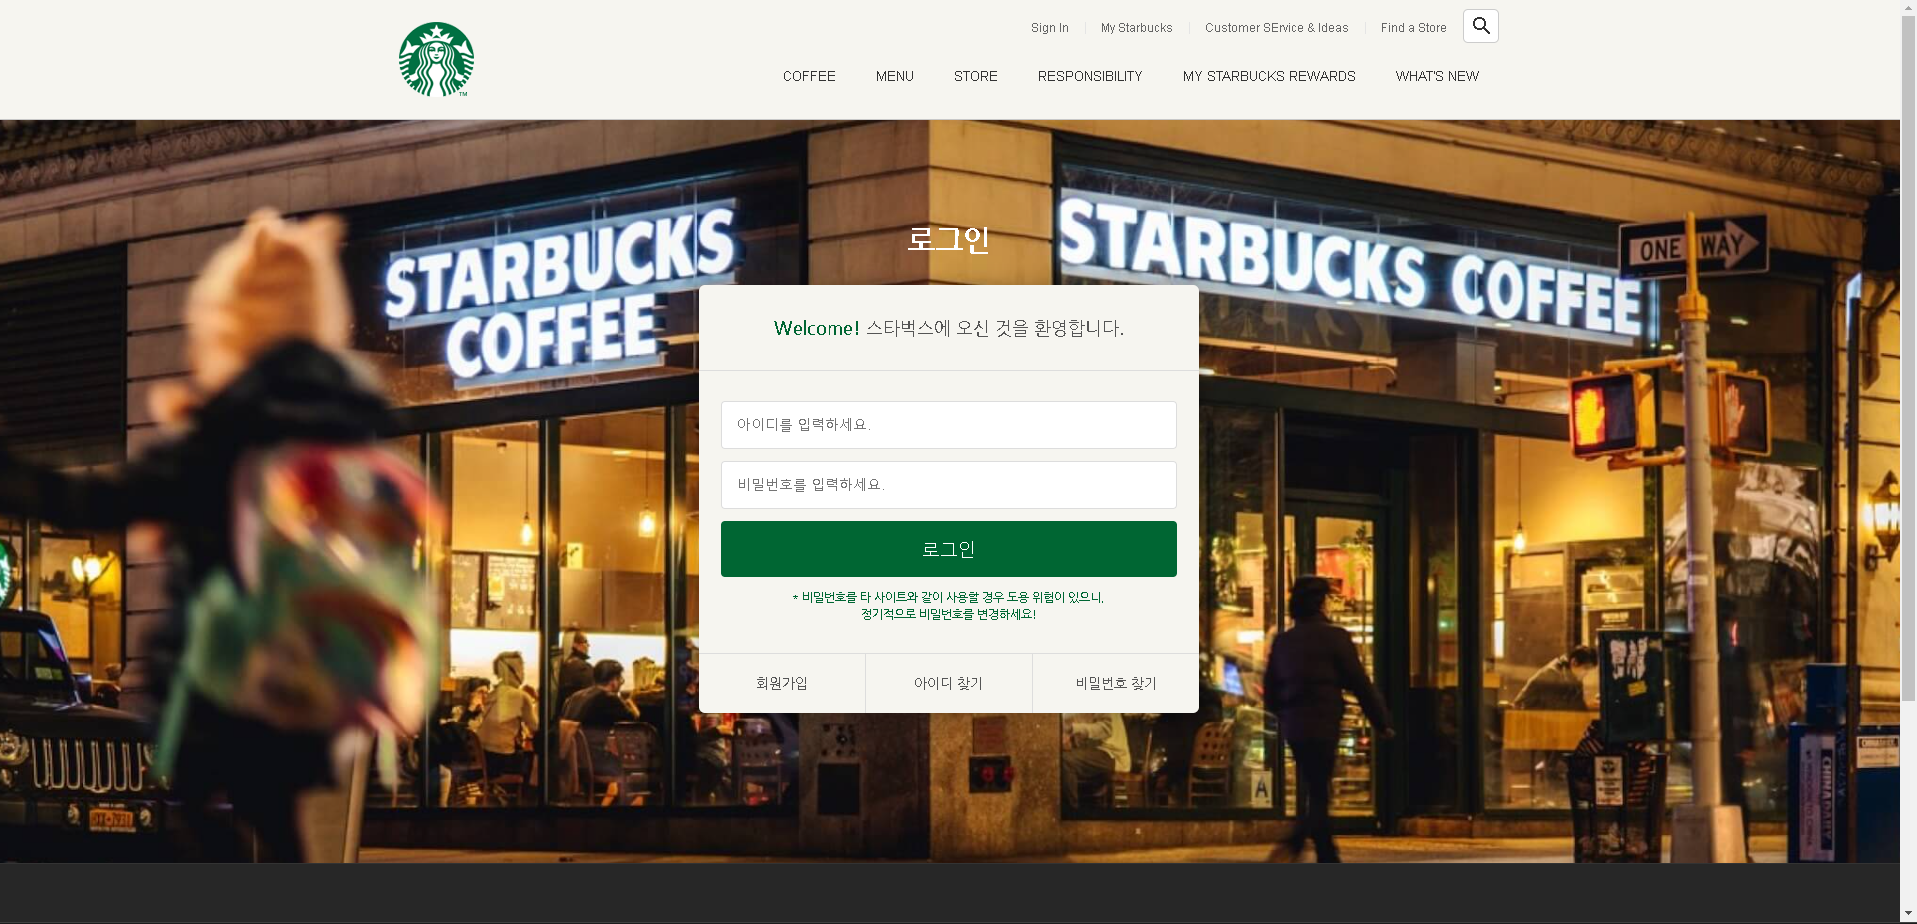 Sign In
My Starbucks
Customer SErvice & Ideas
Find a Store
COFFEE
MENU
STORE
RESPONSIBILITY
MY STARBUCKS REWARDS
WHAT'S NEW
TM
STARBUCKS
COFFEE
STARBUCKS COFFEE
ONE WAY
로그인
Welcome! 스타벅스에 오신 것을 환영합니다.
아이디를 입력하세요.
비밀번호를 입력하세요.
로그인
* 비밀번호를 타 사이트와 같이 사용할 경우 도용 위험이 있으니,
정기적으로 비밀번호를 변경하세요!
회원가입
아이디 찾기
비밀번호 찾기
A